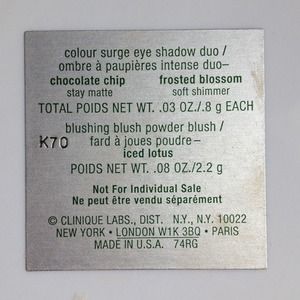 colour surge eye shadow duo /
ombre à paupières intense duo–
chocolate chip frosted blossom
stay matte soft shimmer
TOTAL POIDS NET WT. .03 OZ./.8 g EACH
blushing blush powder blush /
K70
fard à joues poudre–
iced lotus
POIDS NET WT. .08 OZ./2.2 g
Not For Individual Sale
Ne peut être vendu séparément
© CLINIQUE LABS., DIST. N.Y., N.Y. 10022
NEW YORK • LONDON W1K 3BQ • PARIS
MADE IN U.S.A. 74RG